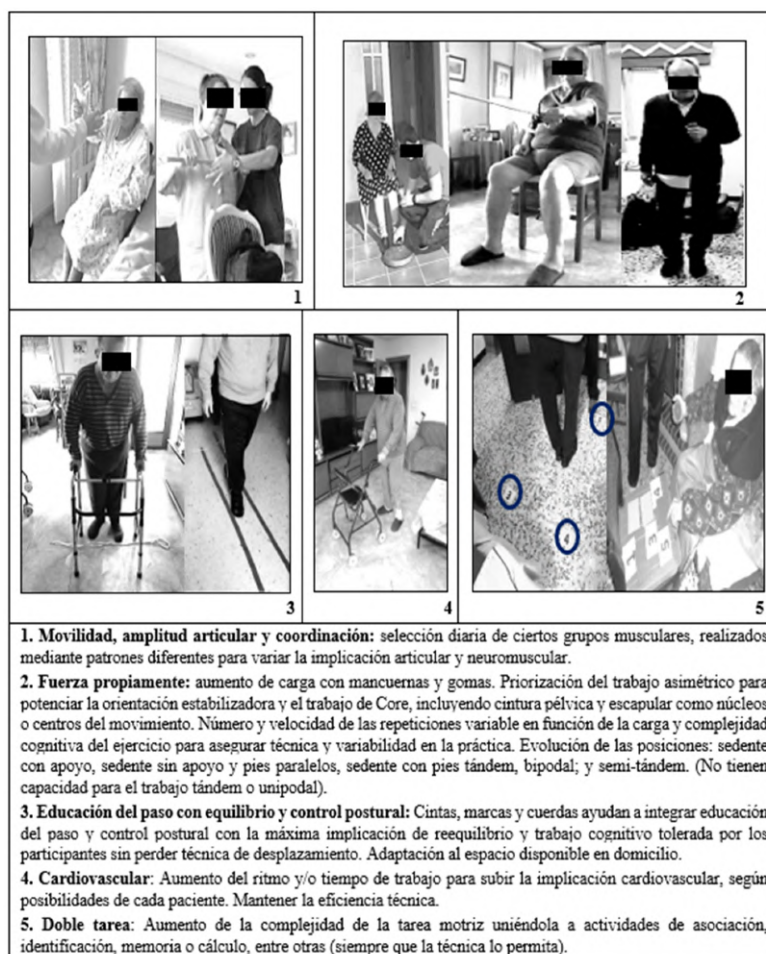 1
2
3
4
4
5
1. Movilidad, amplitud articular y coordinación: selección diaria de ciertos grupos musculares, realizados
mediante patrones diferentes para variar la implicación articular y neuromuscular.
2. Fuerza propiamente: aumento de carga con mancuernas y gomas. Priorización del trabajo asimétrico para
potenciar la orientación estabilizadora y el trabajo de Core, incluyendo cintura pélvica y escapular como núcleos
o centros del movimiento. Número y velocidad de las repeticiones variable en función de la carga y complejidad
cognitiva del ejercicio para asegurar técnica y variabilidad en la práctica. Evolución de las posiciones: sedente
con apoyo, sedente sin apoyo y pies paralelos, sedente con pies tándem, bipodal; y semi-tándem. (No tienen
capacidad para el trabajo tándem o unipodal).
3. Educación del paso con equilibrio y control postural: Cintas, marcas y cuerdas ayudan a integrar educación
del paso y control postural con la máxima implicación de reequilibrio y trabajo cognitivo tolerada por los
participantes sin perder técnica de desplazamiento. Adaptación al espacio disponible en domicilio.
4. Cardiovascular: Aumento del ritmo y/o tiempo de trabajo para subir la implicación cardiovascular, según
posibilidades de cada paciente. Mantener la eficiencia técnica.
5. Doble tarea: Aumento de la complejidad de la tarea motriz uniéndola a actividades de asociación,
identificación, memoria o cálculo, entre otras (siempre que la técnica lo permita).